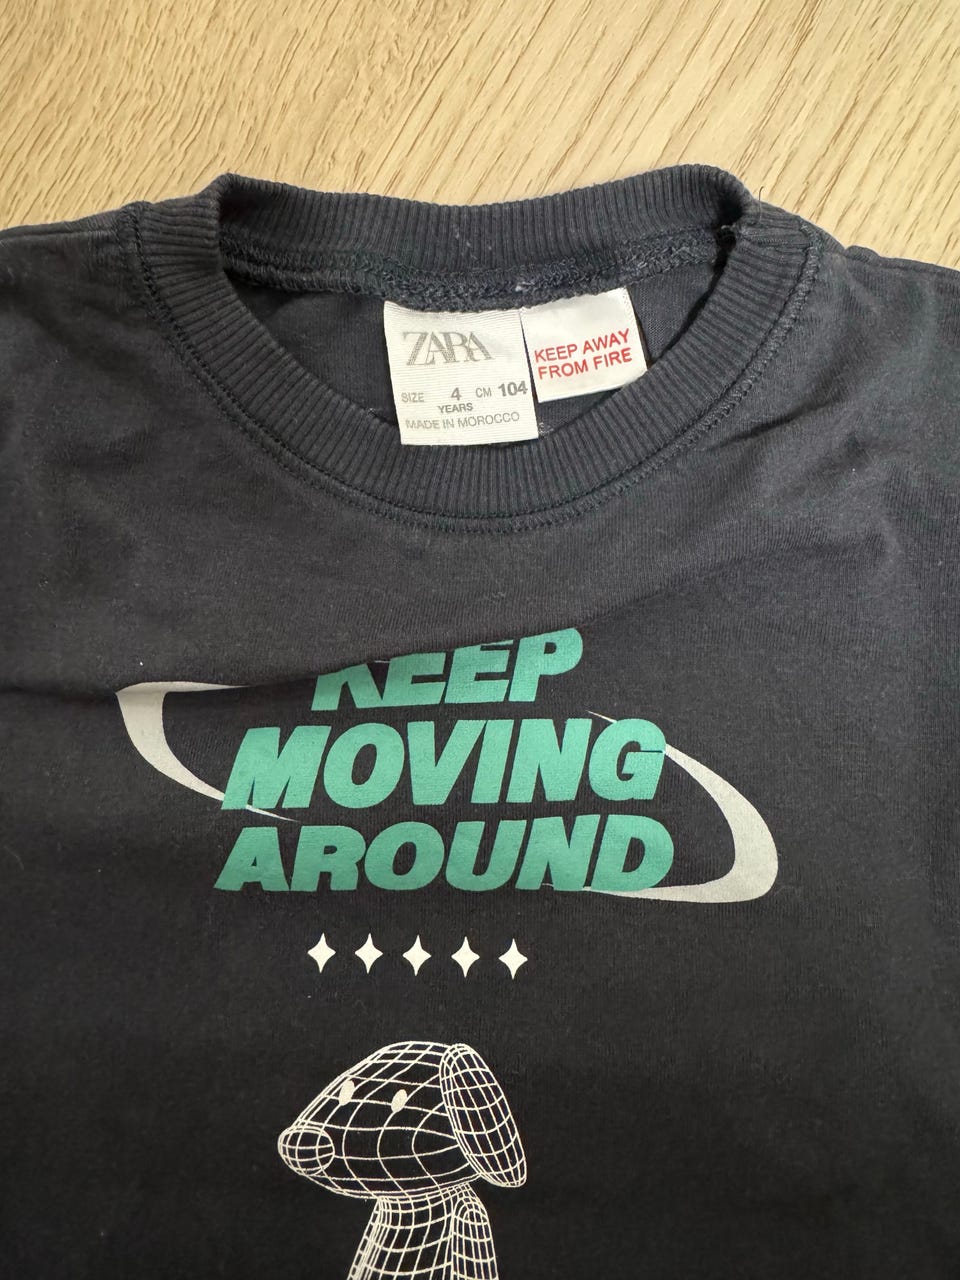 ZARA
SIZE 4 CM 104
YEARS
MADE IN MOROCCO
KEEP AWAY
FROM FIRE
KEEP
MOVING
AROUND